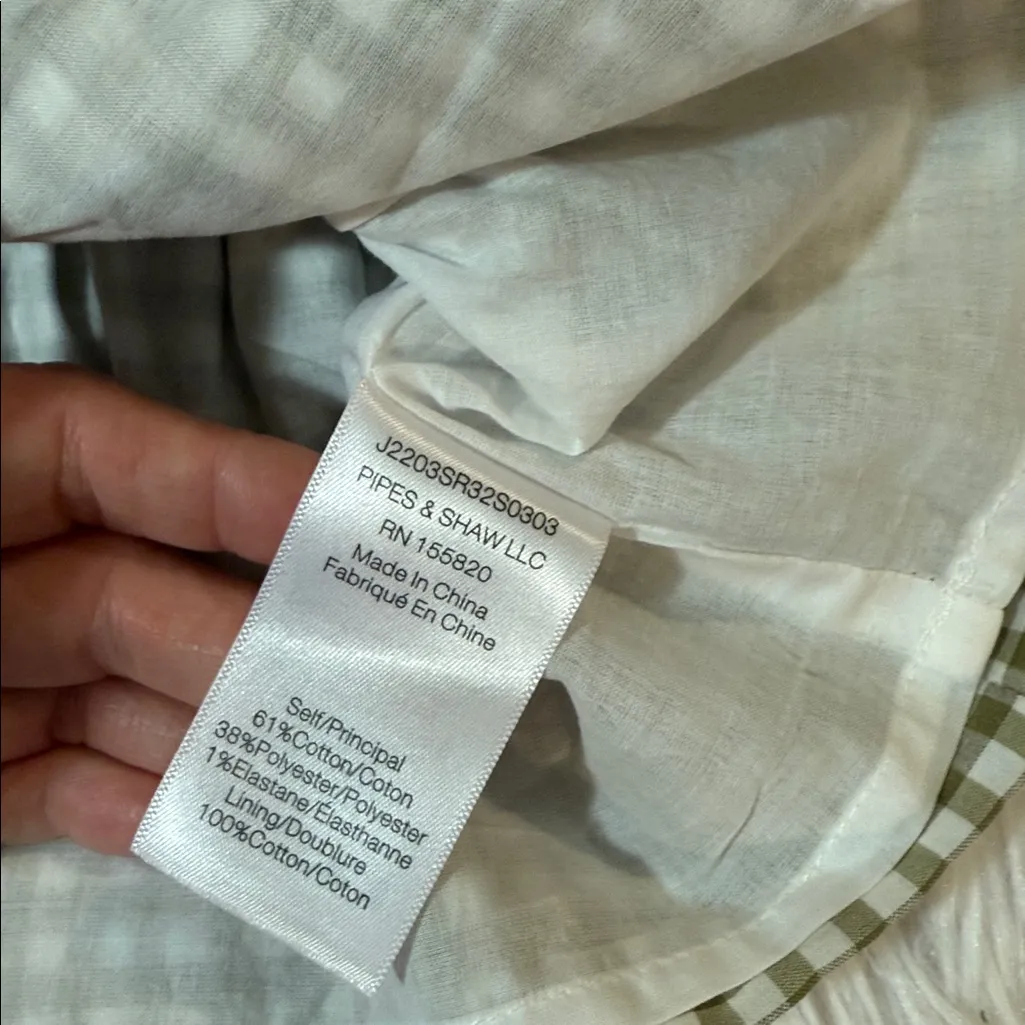 J2203SR32S0303
PIPES & SHAW LLC
RN 155820
Made In China
Fabriqué En Chine
Self/Principal
61%Cotton/Coton
38%Polyester/Polyester
1%Elastane/Élasthanne
Lining/Doublure
100%Cotton/Coton